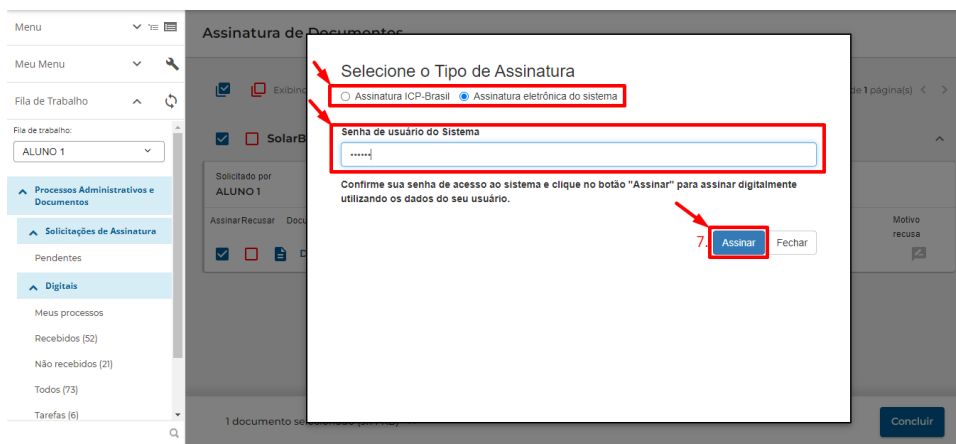 Menu
Meu Menu
Fila de Trabalho
Fila de trabalho:
ALUNO 1
Processos Administrativos e
Documentos
Solicitações de Assinatura
Pendentes
Digitais
Meus processos
Recebidos (52)
Não recebidos (21)
Todos (73)
Tarefas (6)
Assinatura de Documentos
de 1 página(s)
Solicitado por
ALUNO 1
Assinar Recusar
Motivo
recusa
1 documento
Concluir
Selecione o Tipo de Assinatura
Assinatura ICP-Brasil Assinatura eletrônica do sistema
Senha de usuário do Sistema
••••••
Confirme sua senha de acesso ao sistema e clique no botão "Assinar" para assinar digitalmente
utilizando os dados do seu usuário.
7. Assinar Fechar